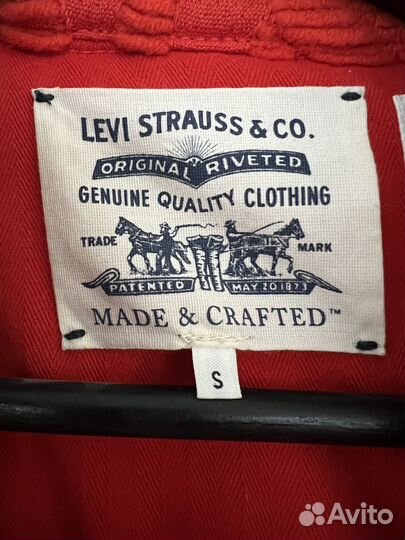 LEVI STRAUSS & CO.
ORIGINAL RIVETED
GENUINE QUALITY CLOTHING
TRADE MARK
PATENTED MAY 20 1873
MADE & CRAFTED™
S
Avito